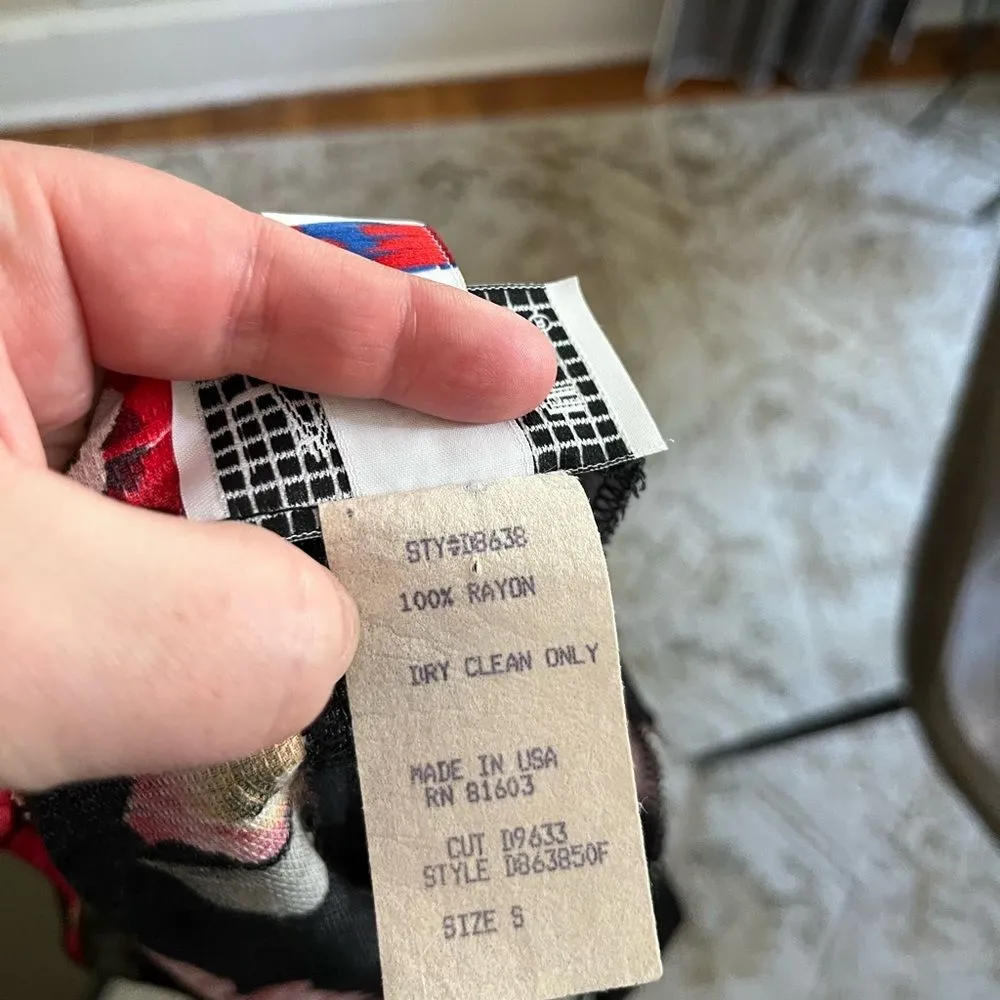 STY#D8638
100% RAYON
DRY CLEAN ONLY
MADE IN USA
RN 81603
CUT D9633
STYLE D863850F
SIZE S